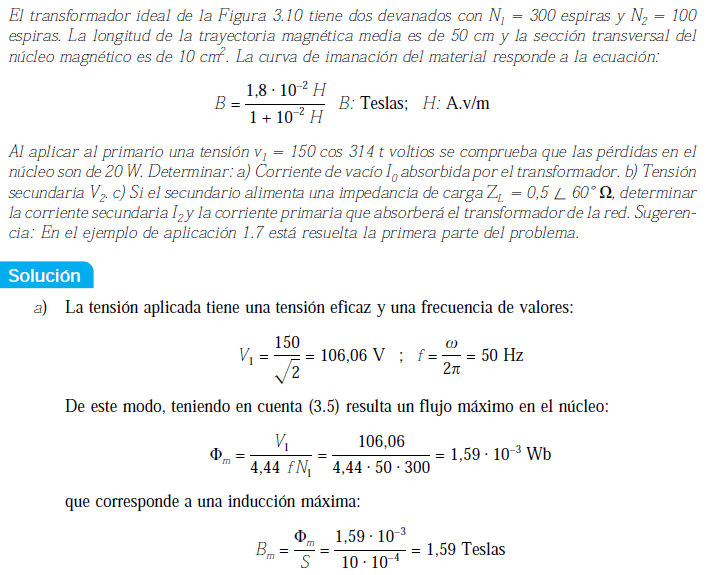 El transformador ideal de la Figura 3.10 tiene dos devanados con N₁ = 300 espiras y N₂ = 100
espiras. La longitud de la trayectoria magnética media es de 50 cm y la sección transversal del
núcleo magnético es de 10 cm². La curva de imanación del material responde a la ecuación:
B = (1,8 · 10⁻² H) / (1 + 10⁻² H)   B: Teslas;   H: A.v/m
Al aplicar al primario una tensión v₁ = 150 cos 314 t voltios se comprueba que las pérdidas en el
núcleo son de 20 W. Determinar: a) Corriente de vacío I₀ absorbida por el transformador. b) Tensión
secundaria V₂. c) Si el secundario alimenta una impedancia de carga Z_L = 0,5 ∠ 60° Ω, determinar
la corriente secundaria I₂ y la corriente primaria que absorberá el transformador de la red. Sugeren-
cia: En el ejemplo de aplicación 1.7 está resuelta la primera parte del problema.
Solución
a) La tensión aplicada tiene una tensión eficaz y una frecuencia de valores:
V₁ = 150 / √2 = 106,06 V   ;   f = ω / 2π = 50 Hz
De este modo, teniendo en cuenta (3.5) resulta un flujo máximo en el núcleo:
Φₘ = V₁ / (4,44 f N₁) = 106,06 / (4,44 · 50 · 300) = 1,59 · 10⁻³ Wb
que corresponde a una inducción máxima:
Bₘ = Φₘ / S = (1,59 · 10⁻³) / (10 · 10⁻⁴) = 1,59 Teslas